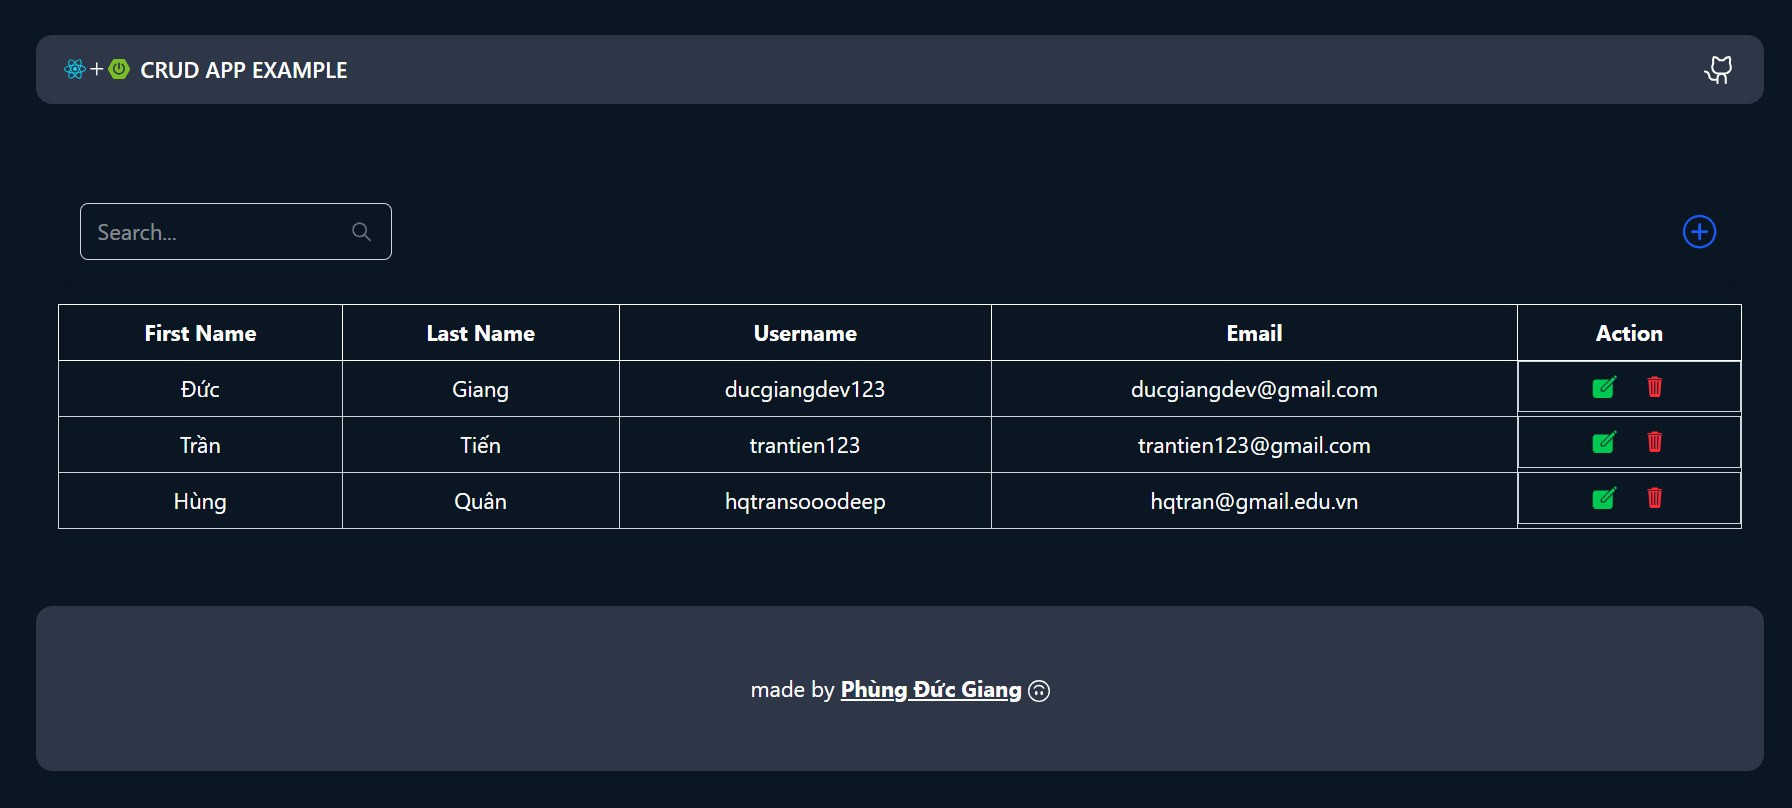 + CRUD APP EXAMPLE
Search...
First Name Last Name Username Email Action
Đức Giang ducgiangdev123 ducgiangdev@gmail.com
Trần Tiến trantien123 trantien123@gmail.com
Hùng Quân hqtransooodeep hqtran@gmail.edu.vn
made by Phùng Đức Giang